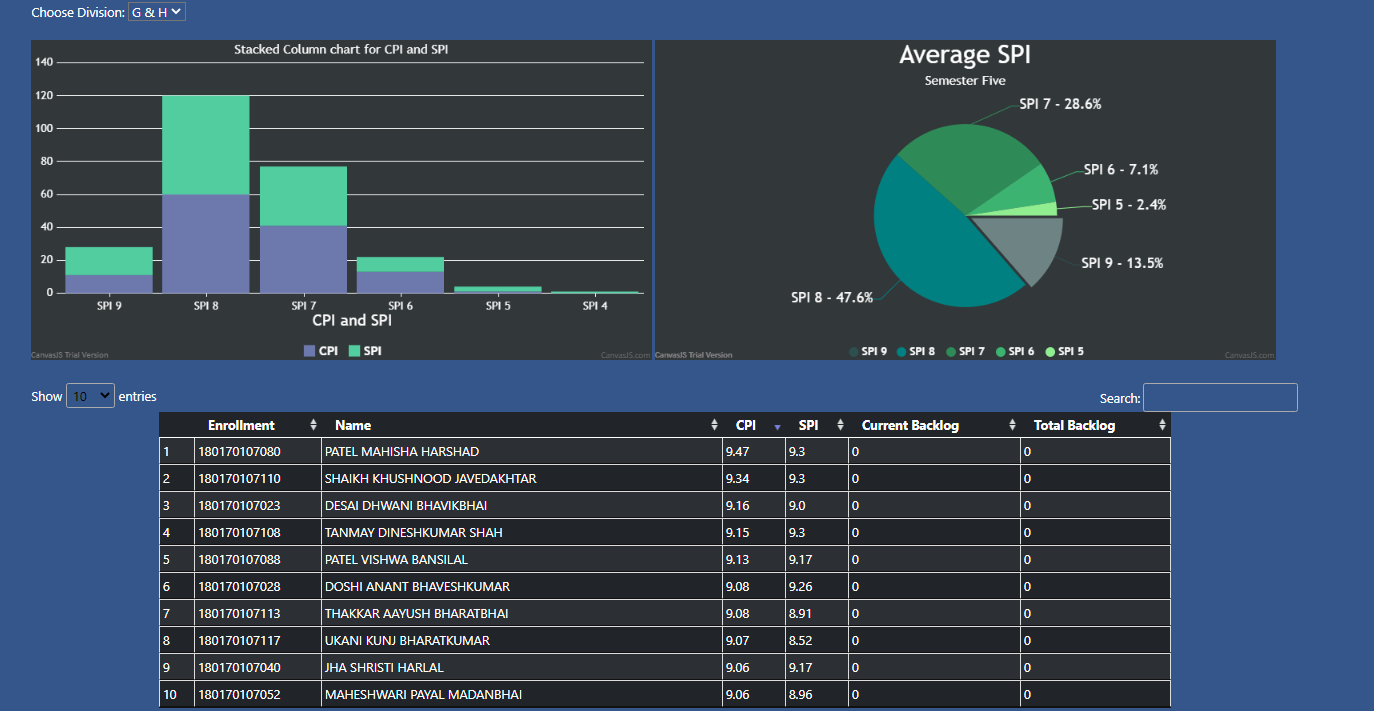 Choose Division: G & H
Stacked Column chart for CPI and SPI
140
120
100
80
60
40
20
0
SPI 9 SPI 8 SPI 7 SPI 6 SPI 5 SPI 4
CPI and SPI
CPI SPI
CanvasJS Trial Version CanvasJS.com
Average SPI
Semester Five
SPI 7 - 28.6%
SPI 6 - 7.1%
SPI 5 - 2.4%
SPI 9 - 13.5%
SPI 8 - 47.6%
SPI 9 SPI 8 SPI 7 SPI 6 SPI 5
CanvasJS Trial Version CanvasJS.com
Show 10 entries Search:
Enrollment Name CPI SPI Current Backlog Total Backlog
1 180170107080 PATEL MAHISHA HARSHAD 9.47 9.3 0 0
2 180170107110 SHAIKH KHUSHNOOD JAVEDAKHTAR 9.34 9.3 0 0
3 180170107023 DESAI DHWANI BHAVIKBHAI 9.16 9.0 0 0
4 180170107108 TANMAY DINESHKUMAR SHAH 9.15 9.3 0 0
5 180170107088 PATEL VISHWA BANSILAL 9.13 9.17 0 0
6 180170107028 DOSHI ANANT BHAVESHKUMAR 9.08 9.26 0 0
7 180170107113 THAKKAR AAYUSH BHARATBHAI 9.08 8.91 0 0
8 180170107117 UKANI KUNJ BHARATKUMAR 9.07 8.52 0 0
9 180170107040 JHA SHRISTI HARLAL 9.06 9.17 0 0
10 180170107052 MAHESHWARI PAYAL MADANBHAI 9.06 8.96 0 0